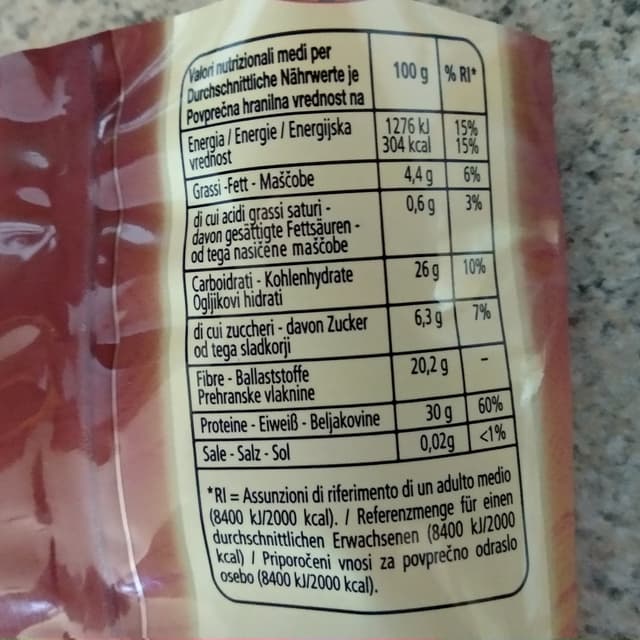 Valori nutrizionali medi per
Durchschnittliche Nährwerte je
Povprečna hranilna vrednost na
100 g % RI*
Energia / Energie / Energijska
vrednost
1276 kJ 15%
304 kcal 15%
Grassi -Fett - Maščobe 4,4 g 6%
di cui acidi grassi saturi -
davon gesättigte Fettsäuren -
od tega nasičene maščobe
0,6 g 3%
Carboidrati - Kohlenhydrate
Ogljikovi hidrati
26 g 10%
di cui zuccheri - davon Zucker
od tega sladkorji
6,3 g 7%
Fibre - Ballaststoffe
Prehranske vlaknine
20,2 g -
Proteine - Eiweiß - Beljakovine 30 g 60%
Sale - Salz - Sol 0,02g <1%
*RI = Assunzioni di riferimento di un adulto medio
(8400 kJ/2000 kcal). / Referenzmenge für einen
durchschnittlichen Erwachsenen (8400 kJ/2000
kcal) / Priporočeni vnosi za povprečno odraslo
osebo (8400 kJ/2000 kcal).